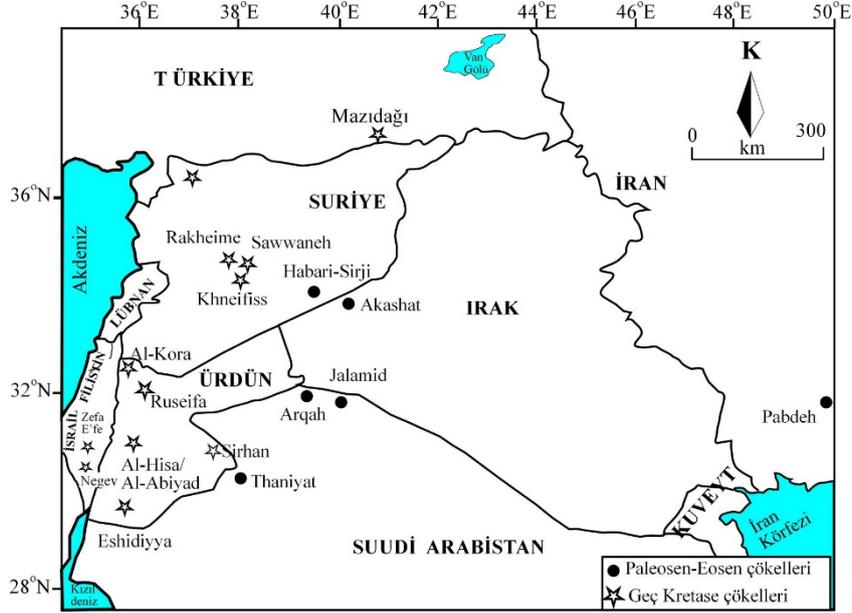 36°E 38°E 40°E 42°E 44°E 46°E 48°E 50°E
Van
Gölü
K
T ÜRKİYE
Mazıdağı
0 300
km
İRAN
36°N
SURİYE
Akdeniz
Rakheime
Sawwaneh
Habari-Sirji
Khneifiss
Akashat
IRAK
LÜBNAN
Al-Kora
FİLİSTİN
ÜRDÜN
Jalamid
32°N
Ruseifa
Arqah
Pabdeh
İSRAİL
Zefa
E`fe
Sirhan
Negev
Al-Hisa/
Al-Abiyad
Thaniyat
KUVEYT
Eshidiyya
İran
Körfezi
SUUDİ ARABİSTAN
28°N
Kızıl
deniz
Paleosen-Eosen çökelleri
Geç Kretase çökelleri